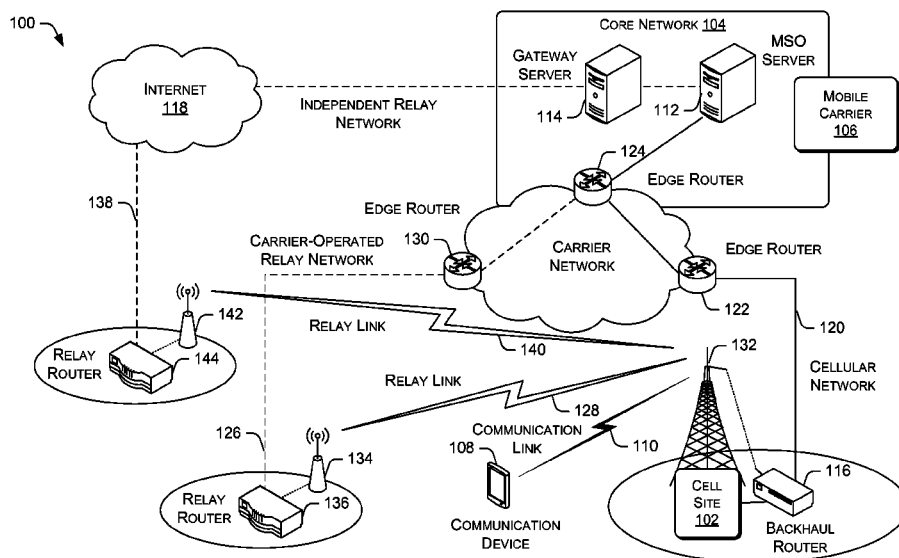 100
CORE NETWORK 104
GATEWAY
SERVER
MSO
SERVER
INTERNET
118
INDEPENDENT RELAY
NETWORK
114
112
MOBILE
CARRIER
106
124
138
EDGE ROUTER
EDGE ROUTER
CARRIER-OPERATED
RELAY NETWORK
130
CARRIER
NETWORK
EDGE ROUTER
122
142
RELAY LINK
140
120
132
RELAY
ROUTER
144
RELAY LINK
128
CELLULAR
NETWORK
COMMUNICATION
LINK
110
126
134
108
116
RELAY
ROUTER
136
CELL
SITE
102
COMMUNICATION
DEVICE
BACKHAUL
ROUTER